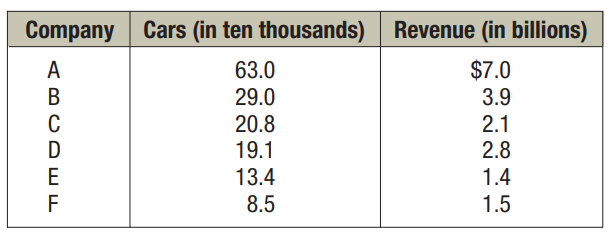 Company Cars (in ten thousands) Revenue (in billions)
A 63.0 $7.0
B 29.0 3.9
C 20.8 2.1
D 19.1 2.8
E 13.4 1.4
F 8.5 1.5